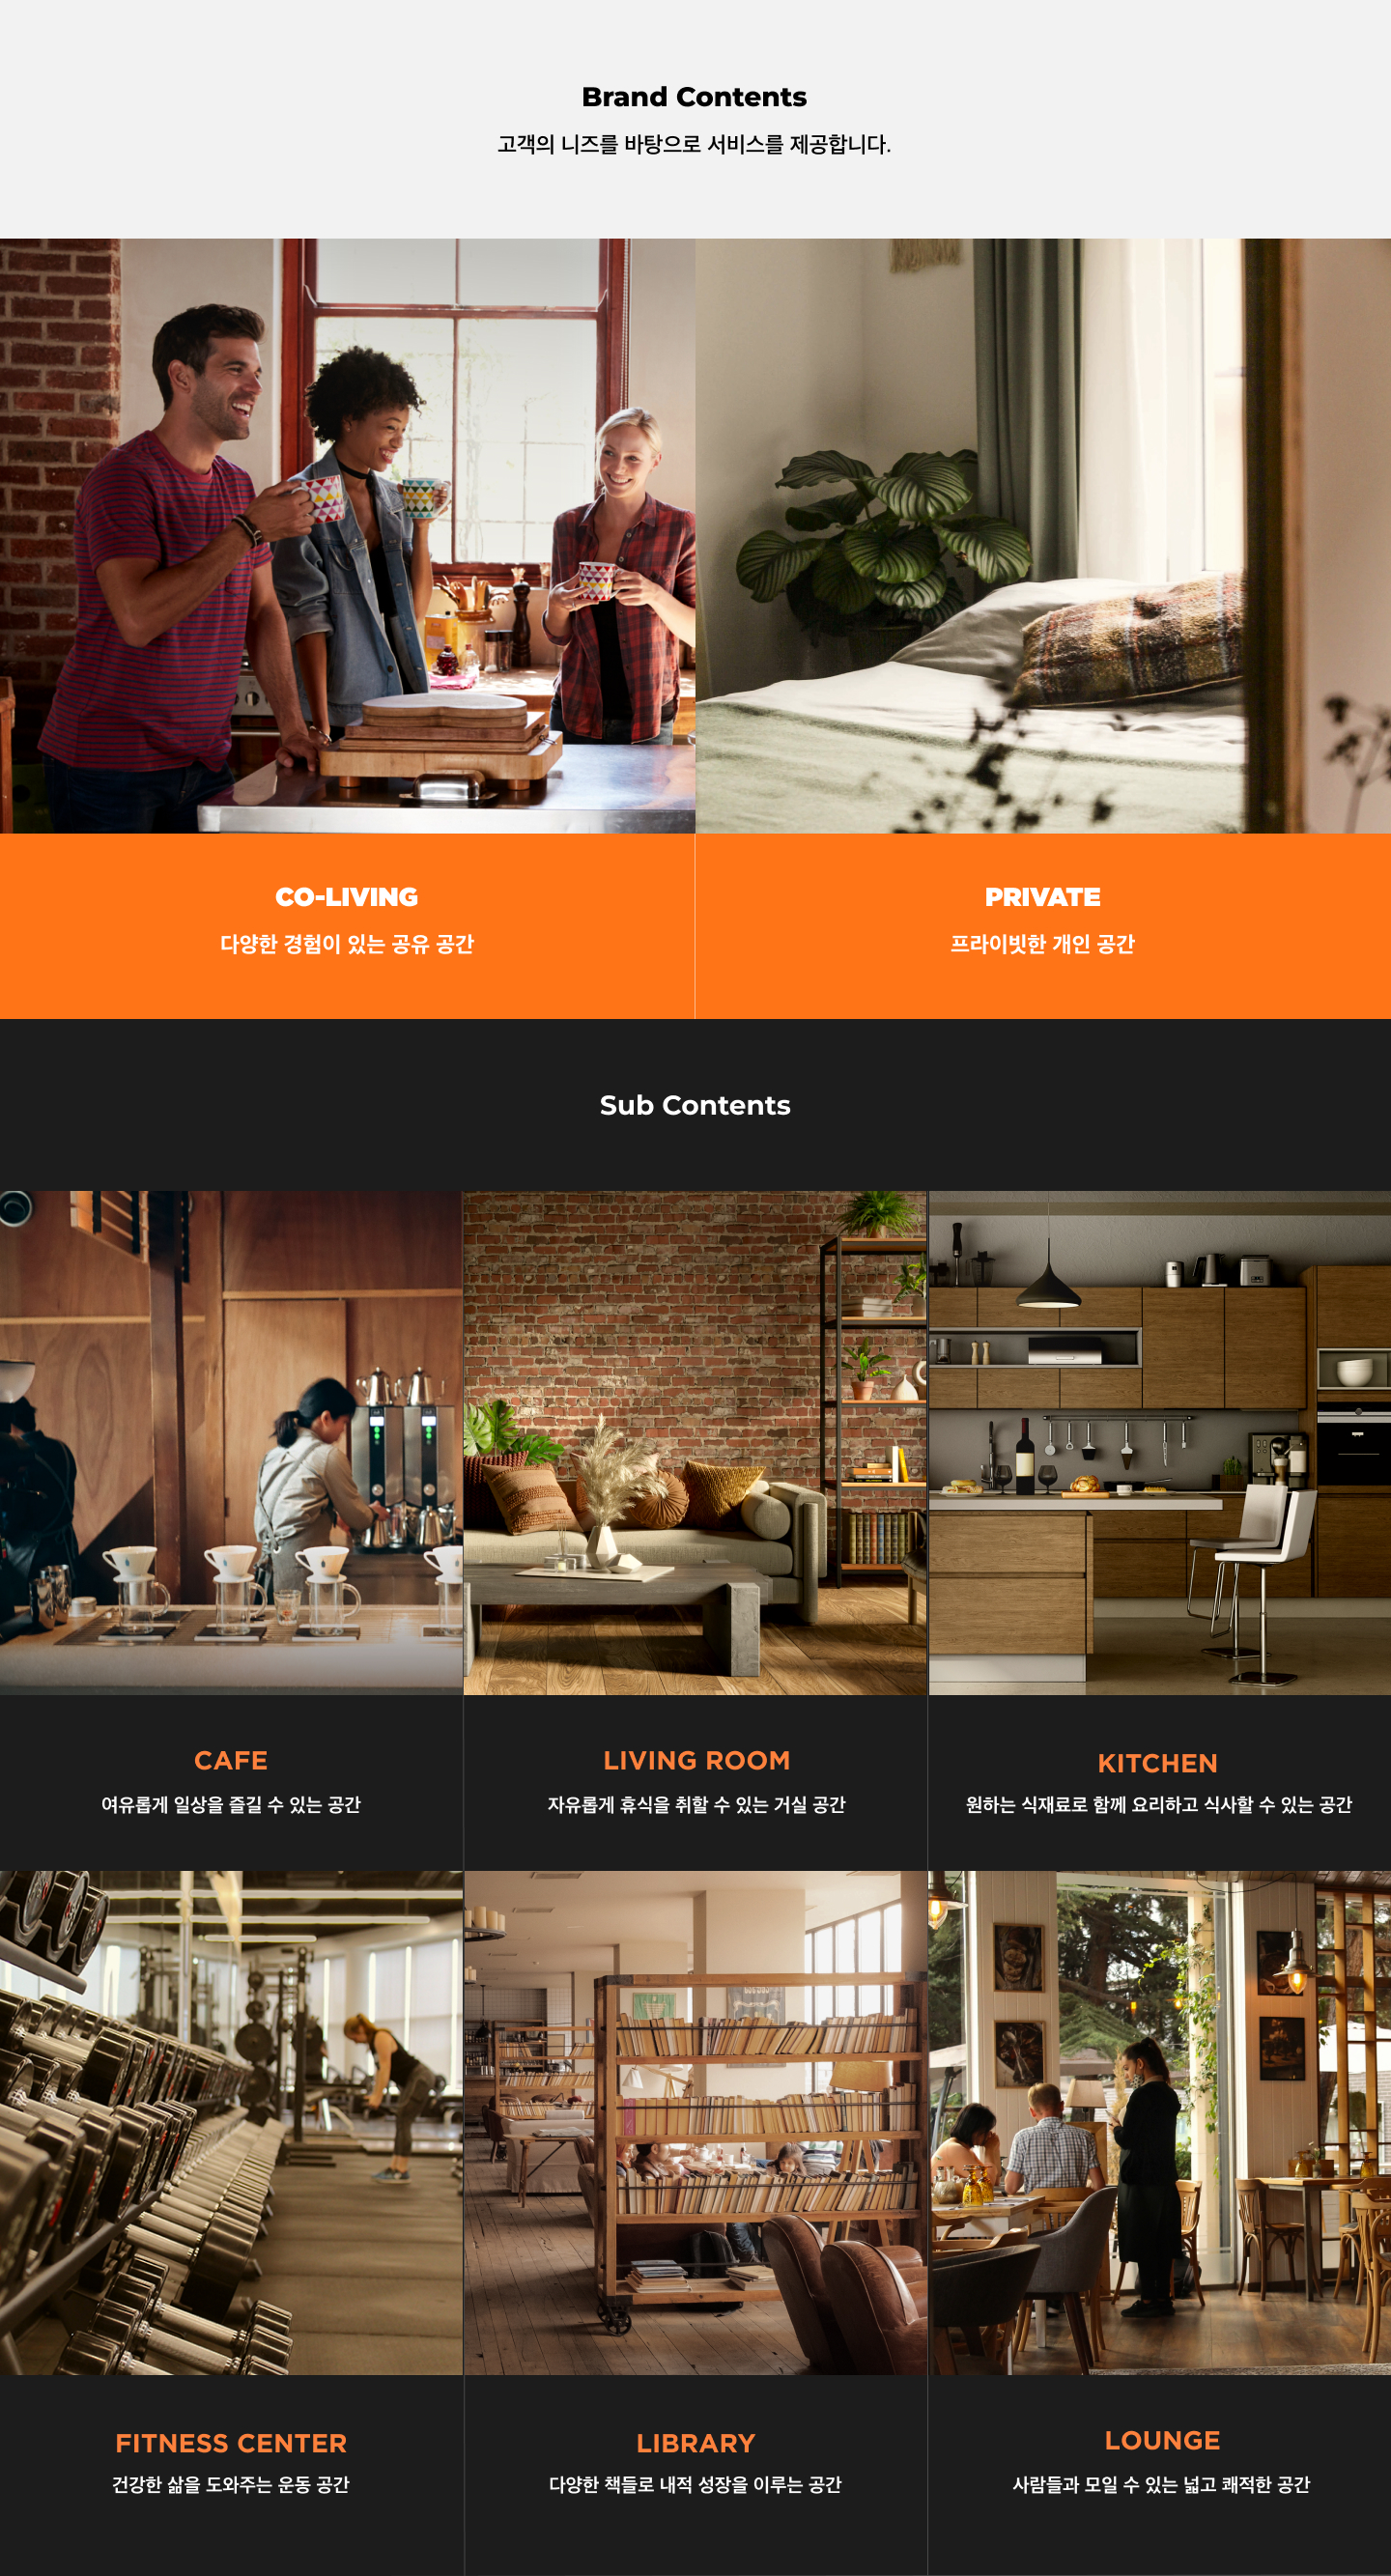 Brand Contents
고객의 니즈를 바탕으로 서비스를 제공합니다.
CO-LIVING
다양한 경험이 있는 공유 공간
PRIVATE
프라이빗한 개인 공간
Sub Contents
CAFE
여유롭게 일상을 즐길 수 있는 공간
LIVING ROOM
자유롭게 휴식을 취할 수 있는 거실 공간
KITCHEN
원하는 식재료로 함께 요리하고 식사할 수 있는 공간
FITNESS CENTER
건강한 삶을 도와주는 운동 공간
LIBRARY
다양한 책들로 내적 성장을 이루는 공간
LOUNGE
사람들과 모일 수 있는 넓고 쾌적한 공간